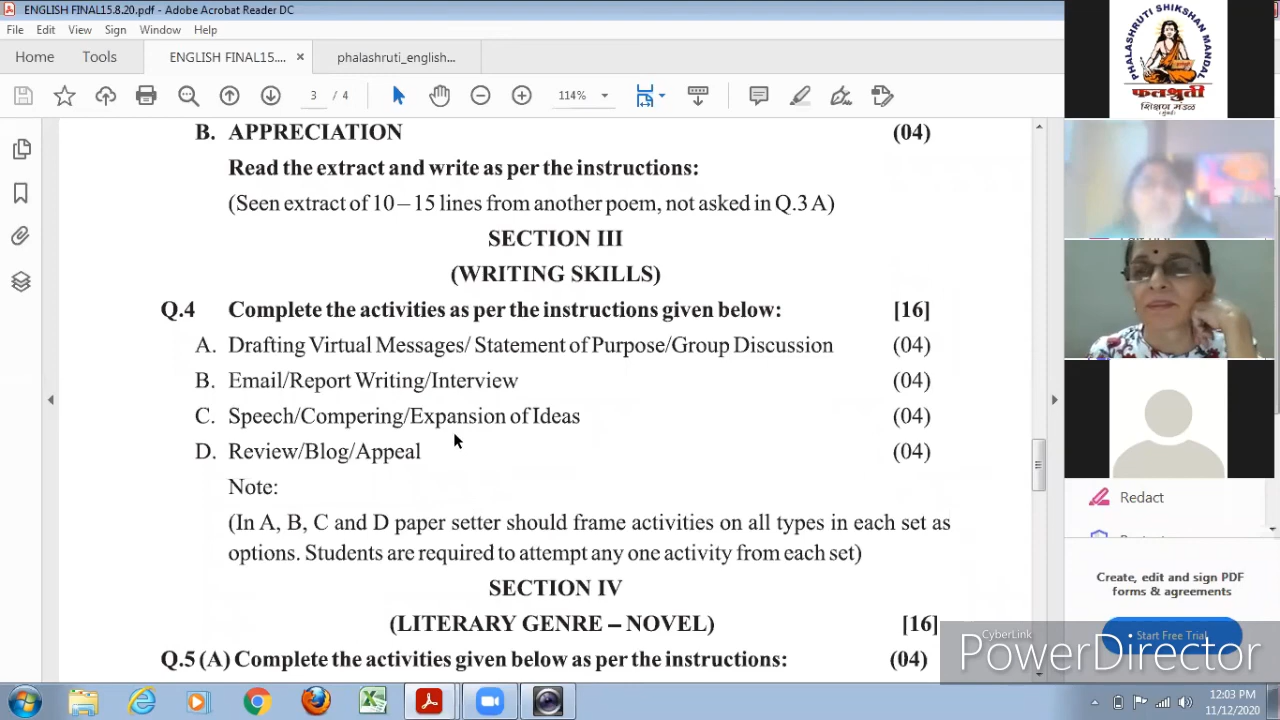 ENGLISH FINAL15.8.20.pdf - Adobe Acrobat Reader DC
File Edit View Sign Window Help
Home Tools ENGLISH FINAL15.... × phalashruti_english...
3 / 4 114%
B. APPRECIATION (04)
Read the extract and write as per the instructions:
(Seen extract of 10 – 15 lines from another poem, not asked in Q.3 A)
SECTION III
(WRITING SKILLS)
Q.4 Complete the activities as per the instructions given below: [16]
A. Drafting Virtual Messages/ Statement of Purpose/Group Discussion (04)
B. Email/Report Writing/Interview (04)
C. Speech/Compering/Expansion of Ideas (04)
D. Review/Blog/Appeal (04)
Note:
(In A, B, C and D paper setter should frame activities on all types in each set as
options. Students are required to attempt any one activity from each set)
SECTION IV
(LITERARY GENRE – NOVEL) [16]
Q.5 (A) Complete the activities given below as per the instructions: (04)
PHALASHRUTI SHIKSHAN MANDAL
फलश्रुती
शिक्षण मंडळ
Redact
Create, edit and sign PDF
forms & agreements
Start Free Trial
CyberLink
PowerDirector
12:03 PM
11/12/2020